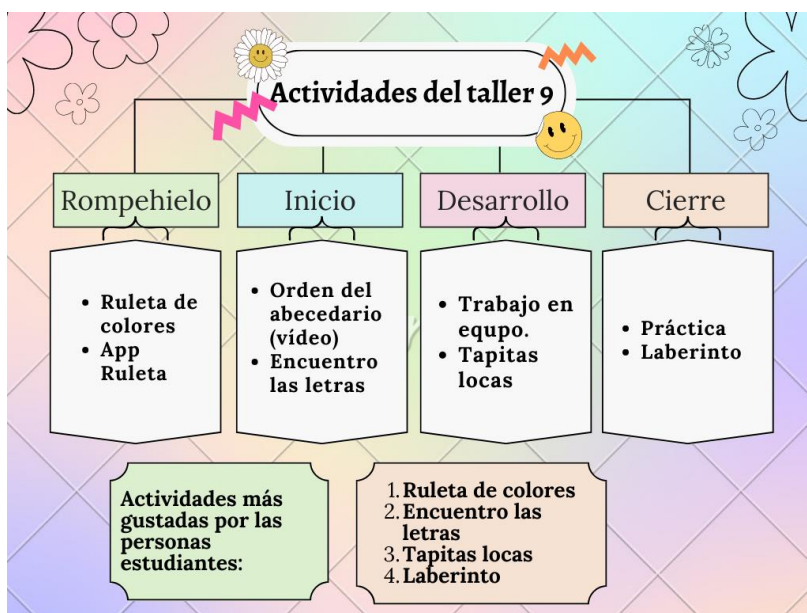 Actividades del taller 9
Rompehielo
Inicio
Desarrollo
Cierre
• Ruleta de
colores
• App
Ruleta
• Orden del
abecedario
(vídeo)
• Encuentro
las letras
• Trabajo en
equpo.
• Tapitas
locas
• Práctica
• Laberinto
Actividades más
gustadas por las
personas
estudiantes:
1. Ruleta de colores
2. Encuentro las
letras
3. Tapitas locas
4. Laberinto